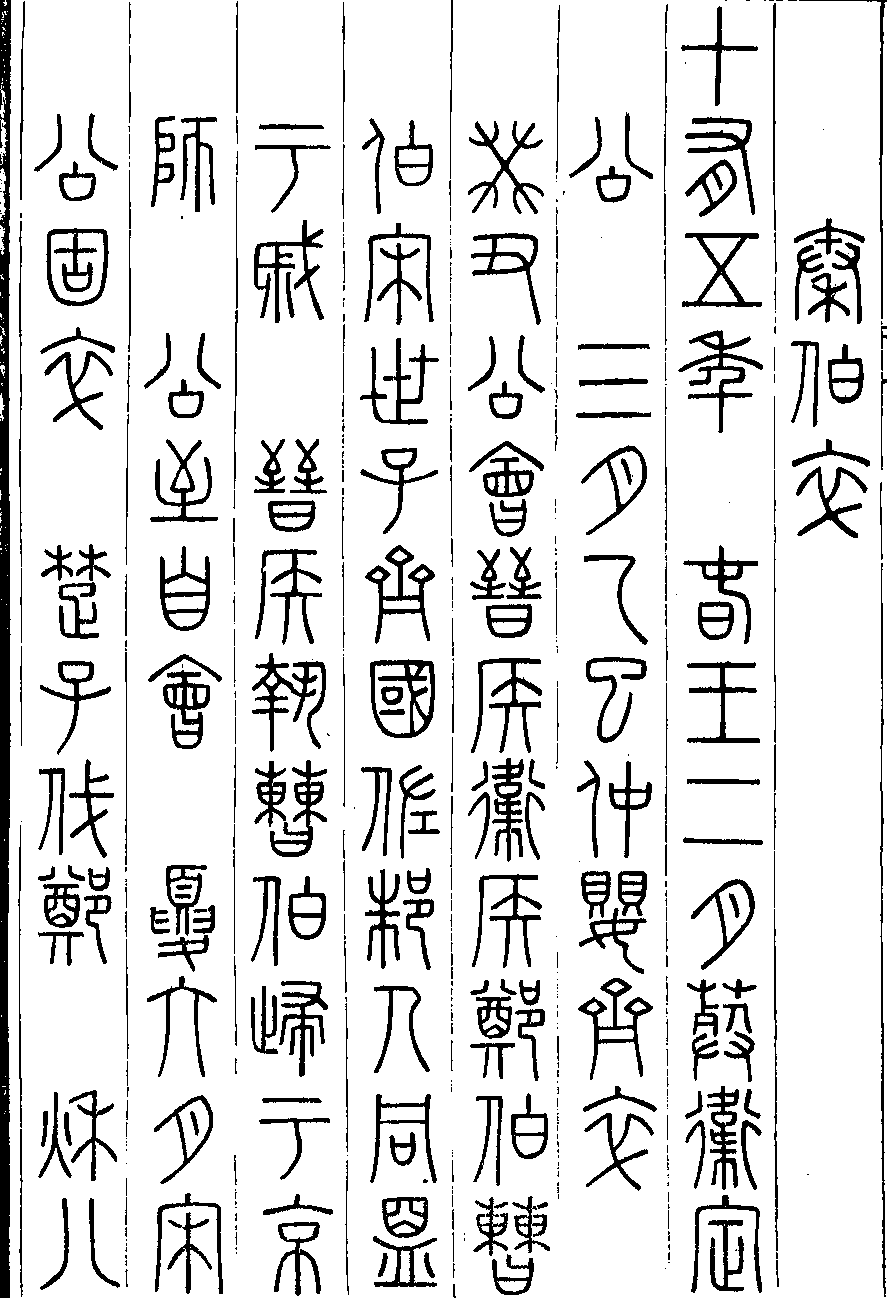 秦伯卒
十有五年 春王二月葬衛定
公 三月乙巳仲嬰齊卒
癸丑公會晉侯衛侯鄭伯曹
伯宋世子齊國佐邾人同盟
于戚 晉侯執曹伯歸于京
師 公至自會 夏六月宋
公固卒 楚子伐鄭 秋八